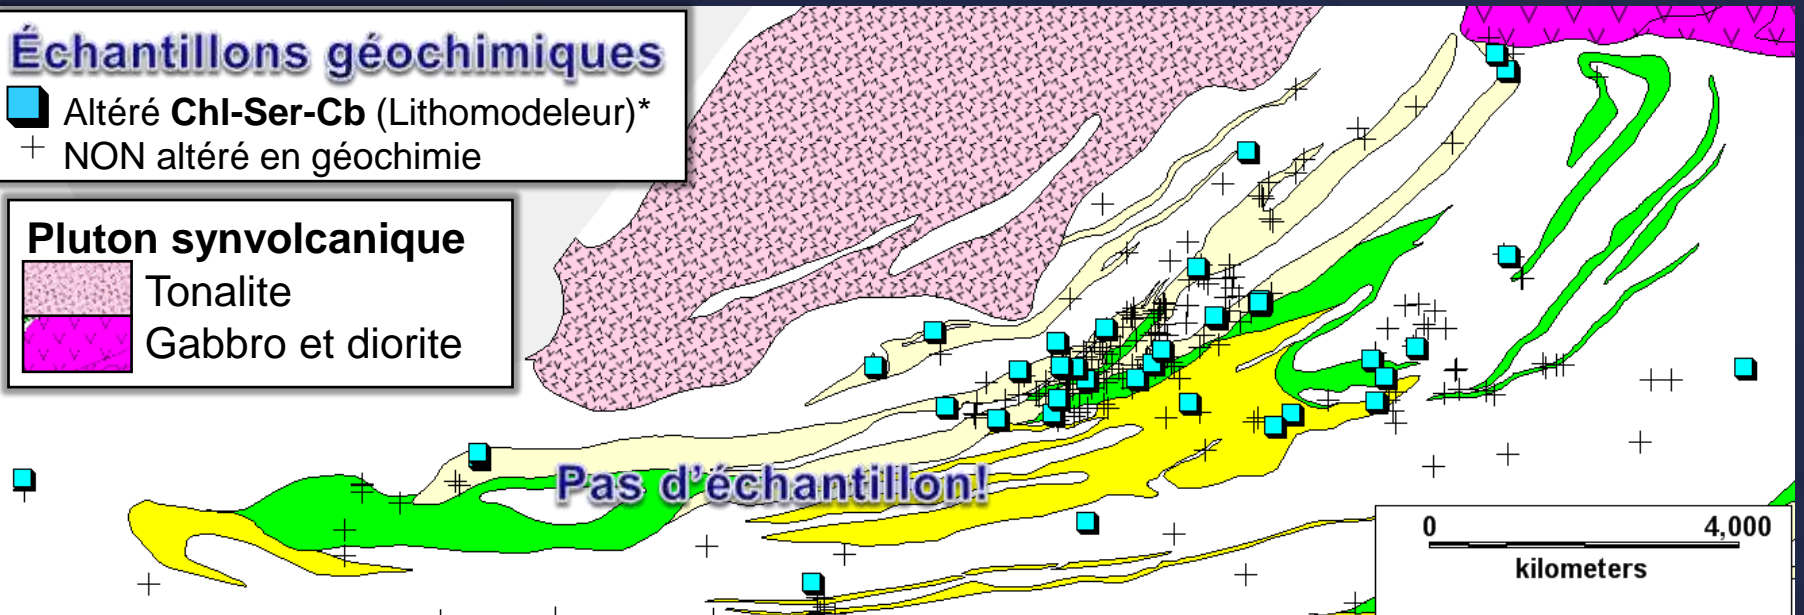 Échantillons géochimiques
Altéré Chl-Ser-Cb (Lithomodeleur)*
NON altéré en géochimie
Pluton synvolcanique
Tonalite
Gabbro et diorite
Pas d'échantillon!
0 4,000
kilometers